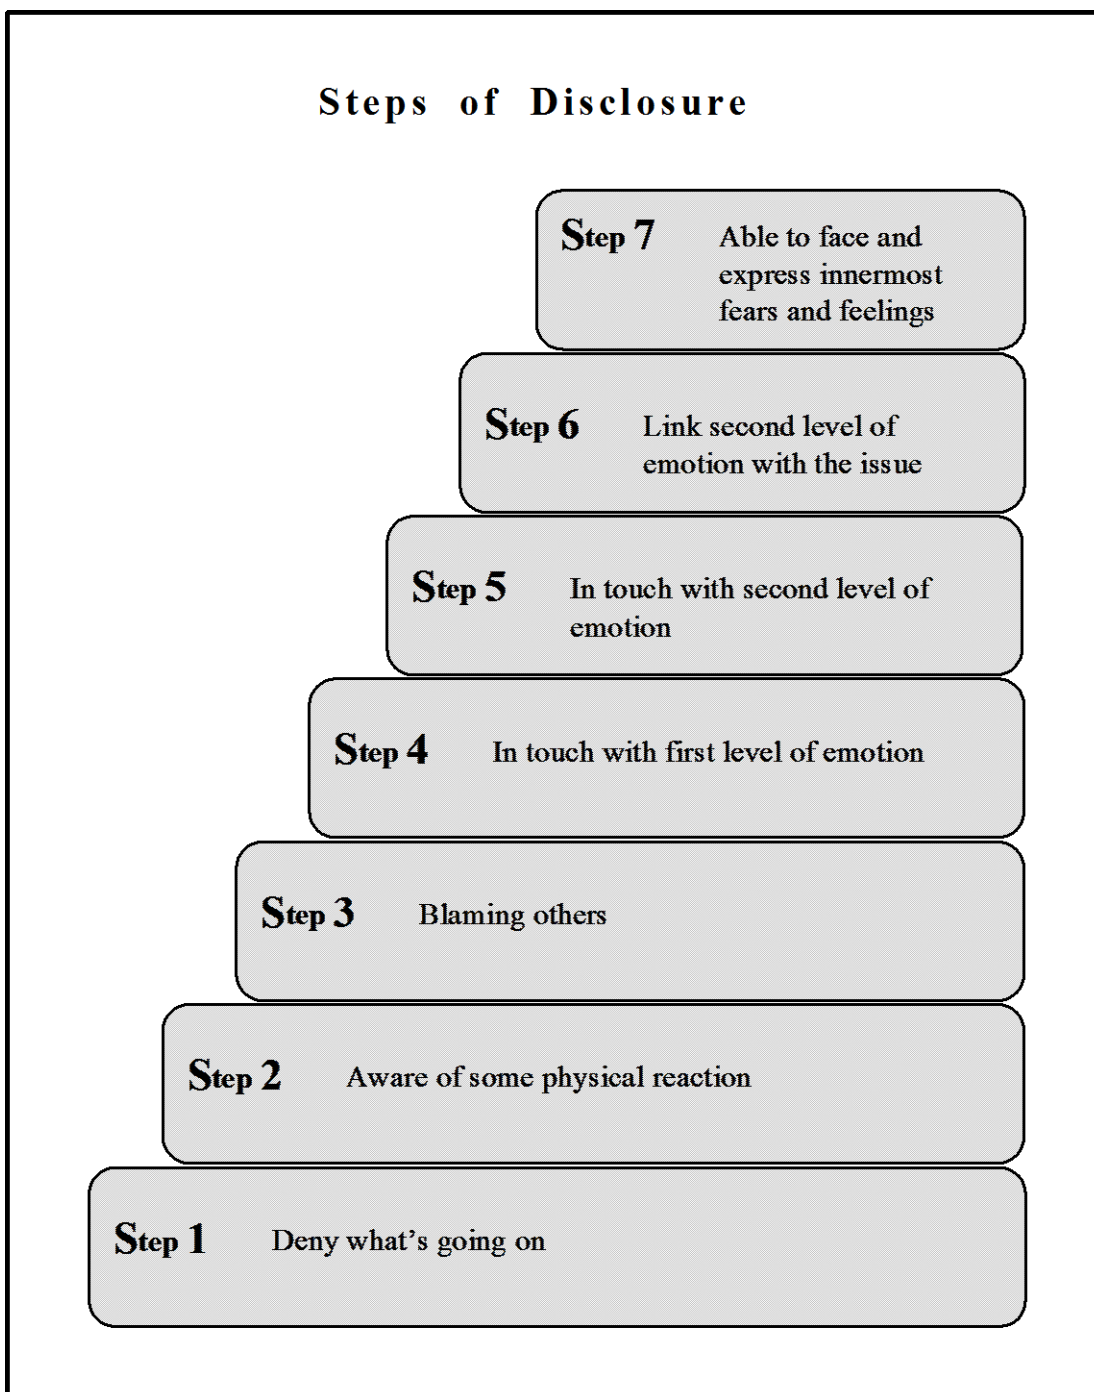 Steps of Disclosure
Step 7 Able to face and
express innermost
fears and feelings
Step 6 Link second level of
emotion with the issue
Step 5 In touch with second level of
emotion
Step 4 In touch with first level of emotion
Step 3 Blaming others
Step 2 Aware of some physical reaction
Step 1 Deny what’s going on